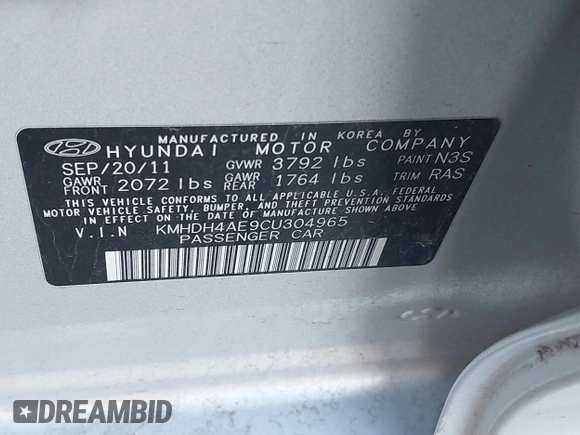 MANUFACTURED IN KOREA BY
HYUNDAI MOTOR COMPANY
SEP/20/11 GVWR 3792 lbs PAINT N3S
GAWR FRONT 2072 lbs GAWR REAR 1764 lbs TRIM RAS
THIS VEHICLE CONFORMS TO ALL APPLICABLE U.S.A. FEDERAL
MOTOR VEHICLE SAFETY, BUMPER, AND THEFT PREVENTION STANDARDS
IN EFFECT ON THE DATE OF MANUFACTURE SHOWN ABOVE.
V.I.N KMHDH4AE9CU304965
PASSENGER CAR
DREAMBID